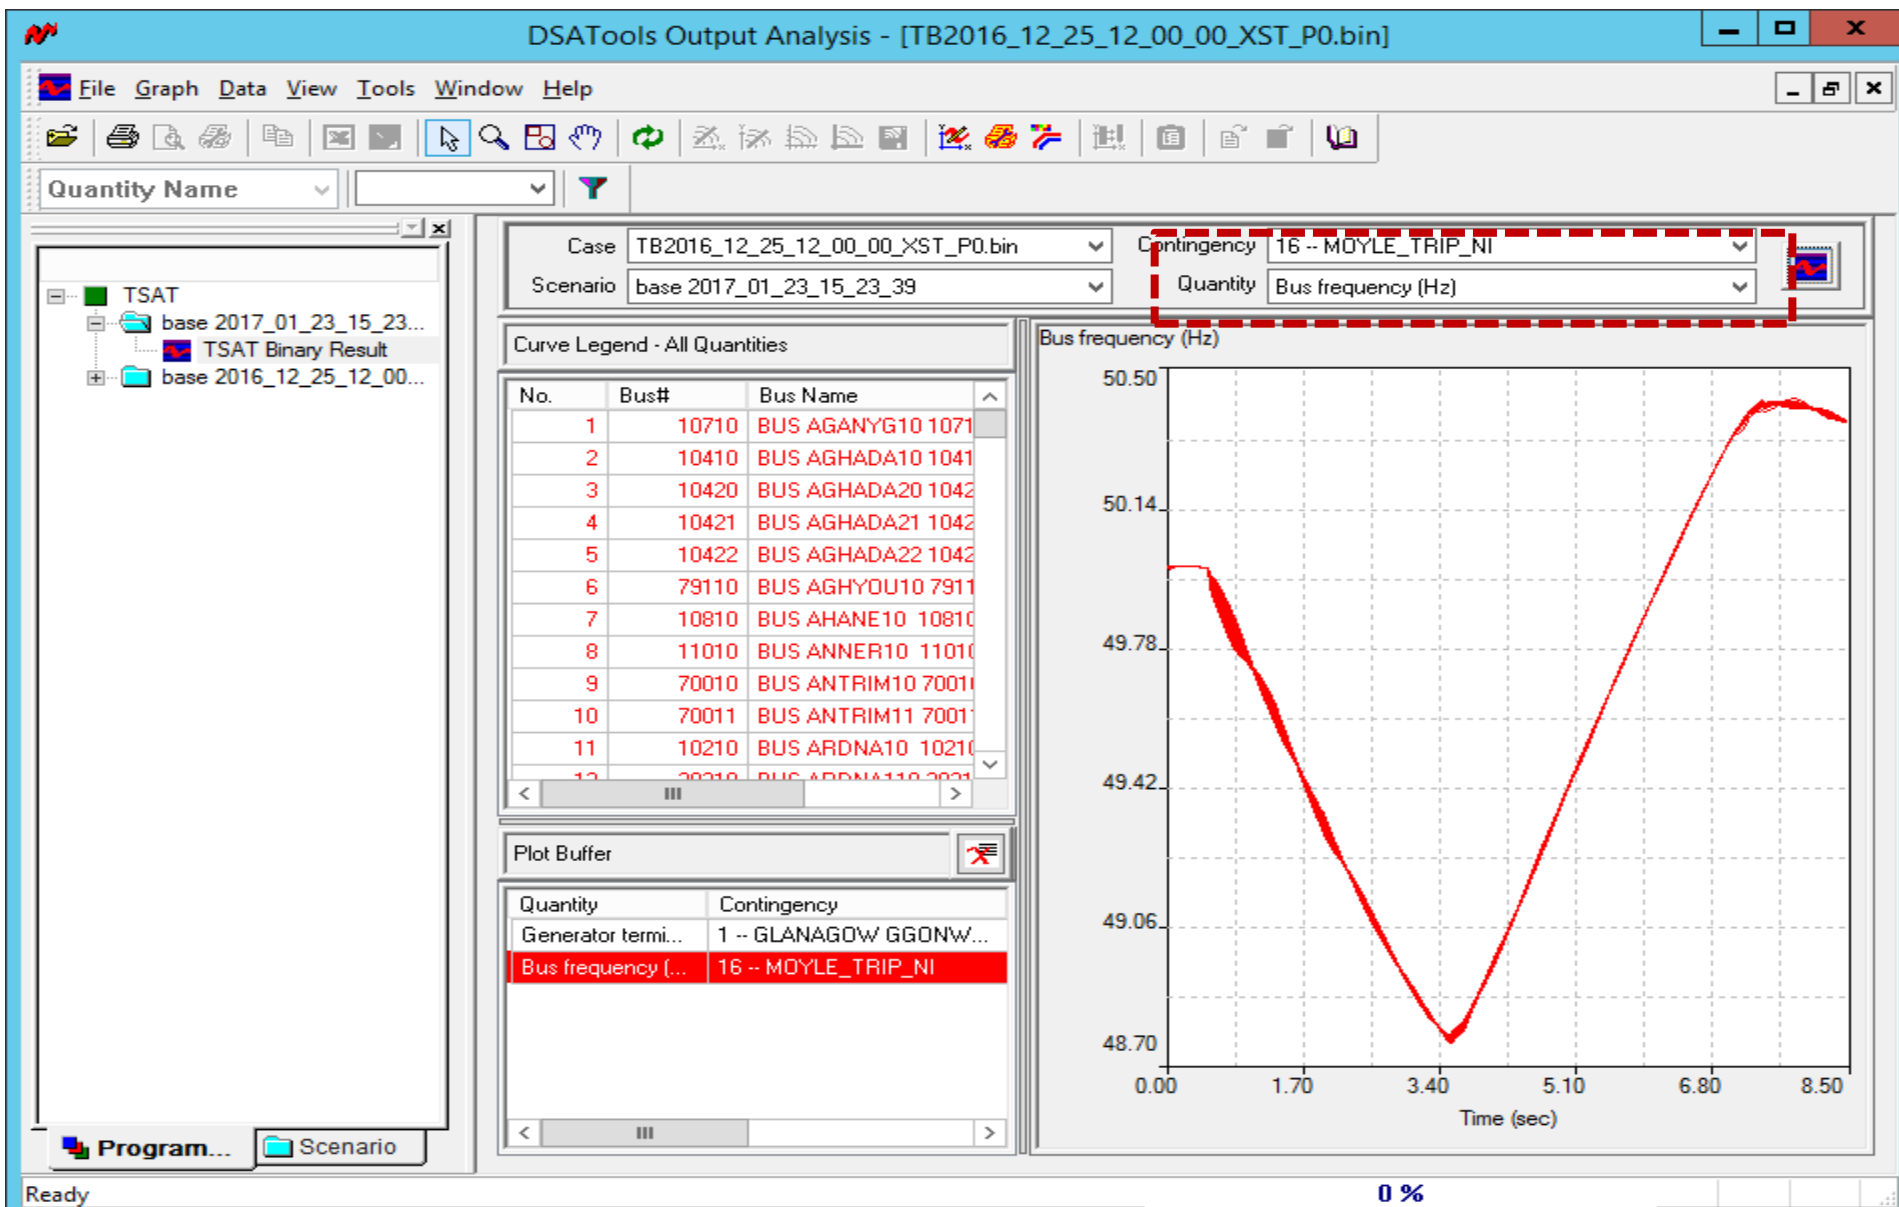 DSATools Output Analysis - [TB2016_12_25_12_00_00_XST_P0.bin]
File Graph Data View Tools Window Help
Quantity Name
Case TB2016_12_25_12_00_00_XST_P0.bin Contingency 16 -- MOYLE_TRIP_NI
Scenario base 2017_01_23_15_23_39 Quantity Bus frequency (Hz)
TSAT
base 2017_01_23_15_23...
TSAT Binary Result
base 2016_12_25_12_00...
Program...
Scenario
Curve Legend - All Quantities
No. Bus# Bus Name
1 10710 BUS AGANYG10 1071
2 10410 BUS AGHADA10 1041
3 10420 BUS AGHADA20 1042
4 10421 BUS AGHADA21 1042
5 10422 BUS AGHADA22 1042
6 79110 BUS AGHYOU10 7911
7 10810 BUS AHANE10 10810
8 11010 BUS ANNER10 11010
9 70010 BUS ANTRIM10 7001
10 70011 BUS ANTRIM11 7001
11 10210 BUS ARDNA10 10210
Plot Buffer
Quantity Contingency
Generator termi... 1 -- GLANAGOW GGONW...
Bus frequency (... 16 -- MOYLE_TRIP_NI
Bus frequency (Hz)
50.50
50.14
49.78
49.42
49.06
48.70
0.00 1.70 3.40 5.10 6.80 8.50
Time (sec)
Ready
0 %